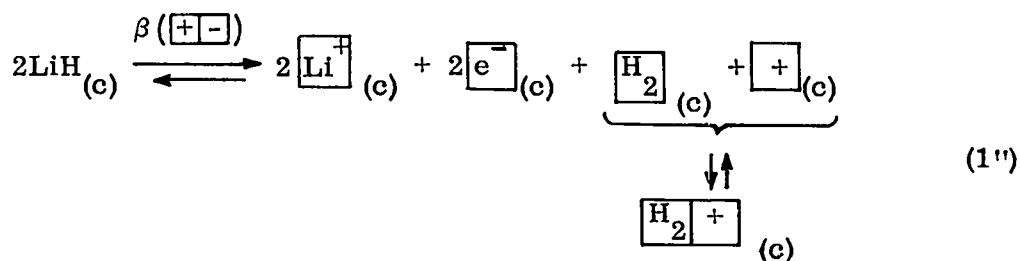 β ( + - )
2LiH(c) ⇌ 2 Li+ (c) + 2 e- (c) + H2 (c) + + (c)
(1'')
H2 + (c)